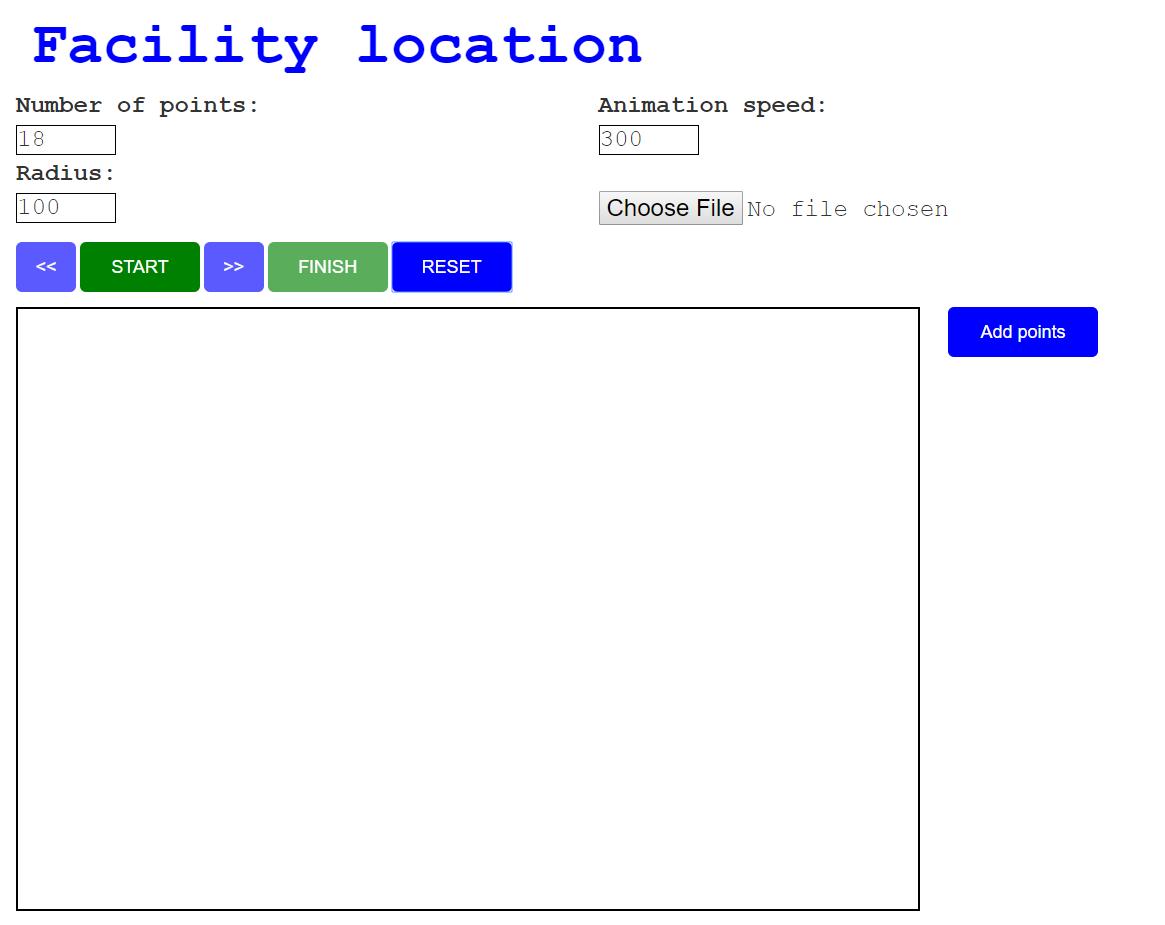 Facility location
Number of points:
Animation speed:
18
300
Radius:
100
Choose File No file chosen
<< START >> FINISH RESET
Add points